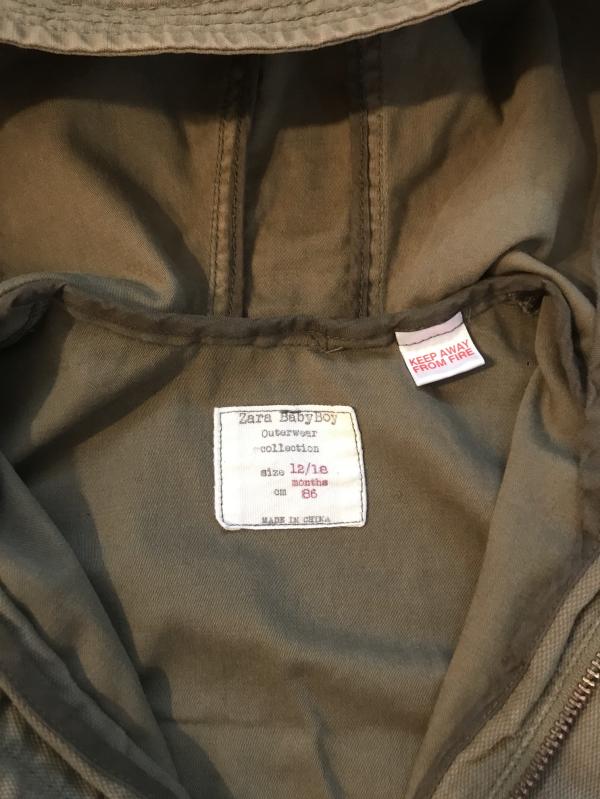 KEEP AWAY
FROM FIRE
Zara BabyBoy
Outerwear
collection
size 12/18
months
cm 86
MADE IN CHINA